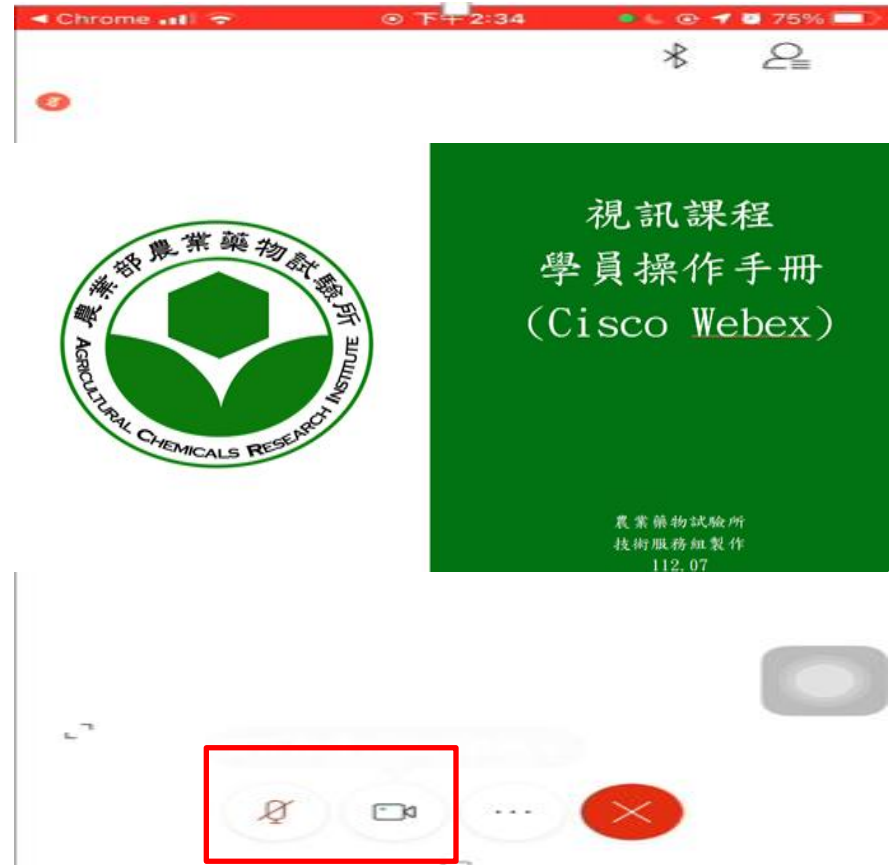 Chrome 下午2:34 75%
農業部農業藥物試驗所
AGRICULTURAL CHEMICALS RESEARCH INSTITUTE
視訊課程
學員操作手冊
(Cisco Webex)
農業藥物試驗所
技術服務組製作
112.07